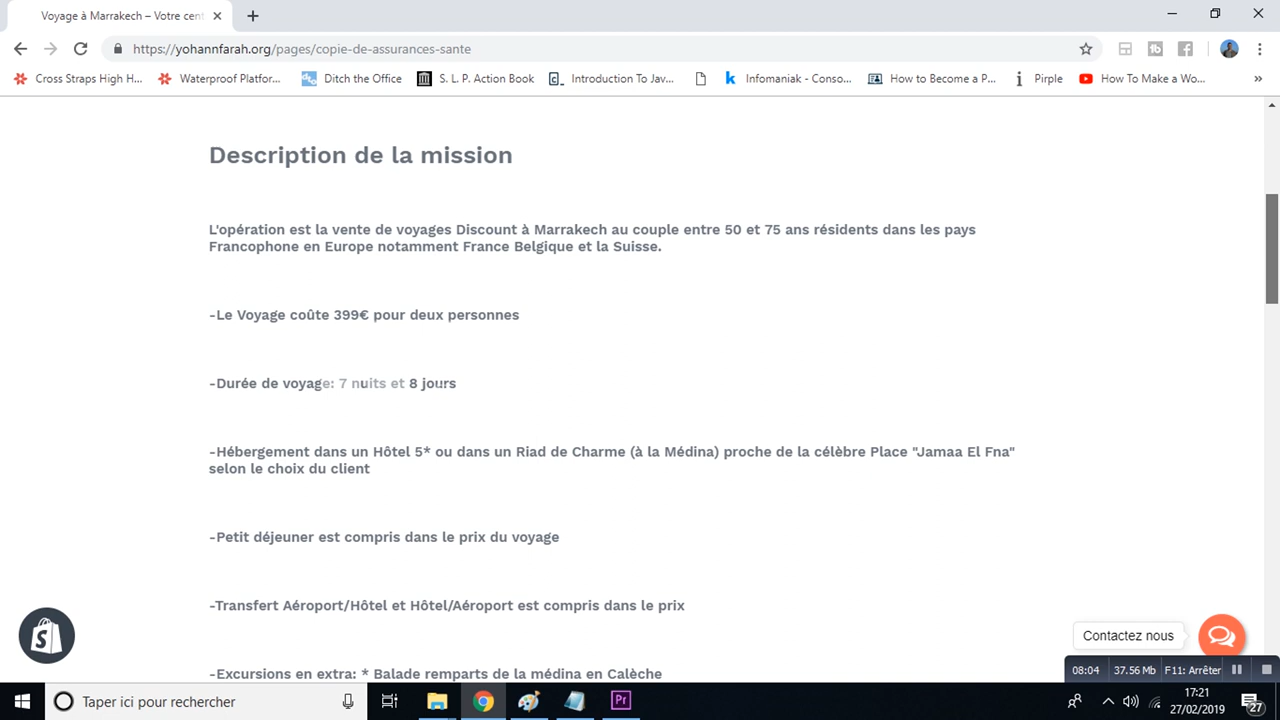 Voyage à Marrakech – Votre cent
https://yohannfarah.org/pages/copie-de-assurances-sante
Cross Straps High H...
Waterproof Platfor...
Ditch the Office
S. L. P. Action Book
Introduction To Jav...
Infomaniak - Conso...
How to Become a P...
Pirple
How To Make a Wo...
»
Description de la mission
L'opération est la vente de voyages Discount à Marrakech au couple entre 50 et 75 ans résidents dans les pays
Francophone en Europe notamment France Belgique et la Suisse.
-Le Voyage coûte 399€ pour deux personnes
-Durée de voyage: 7 nuits et 8 jours
-Hébergement dans un Hôtel 5* ou dans un Riad de Charme (à la Médina) proche de la célèbre Place "Jamaa El Fna"
selon le choix du client
-Petit déjeuner est compris dans le prix du voyage
-Transfert Aéroport/Hôtel et Hôtel/Aéroport est compris dans le prix
-Excursions en extra: * Balade remparts de la médina en Calèche
Contactez nous
08:04 37.56 Mb F11: Arrêter
Taper ici pour rechercher
Pr
17:21
27/02/2019
27